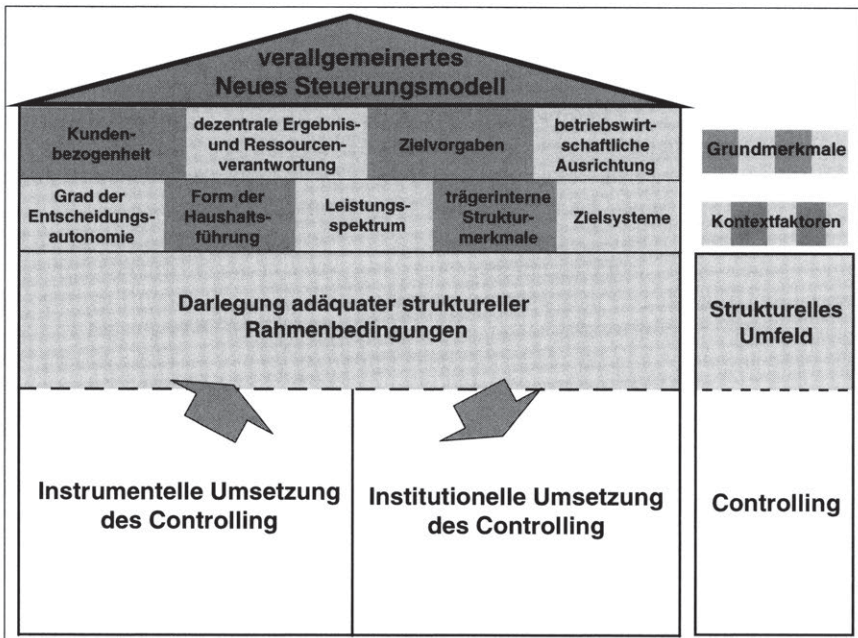 verallgemeinertes
Neues Steuerungsmodell
Kunden-
bezogenheit
dezentrale Ergebnis-
und Ressourcen-
verantwortung
Zielvorgaben
betriebswirt-
schaftliche
Ausrichtung
Grundmerkmale
Grad der
Entscheidungs-
autonomie
Form der
Haushalts-
führung
Leistungs-
spektrum
trägerinterne
Struktur-
merkmale
Zielsysteme
Kontextfaktoren
Darlegung adäquater struktureller
Rahmenbedingungen
Strukturelles
Umfeld
Instrumentelle Umsetzung
des Controlling
Institutionelle Umsetzung
des Controlling
Controlling